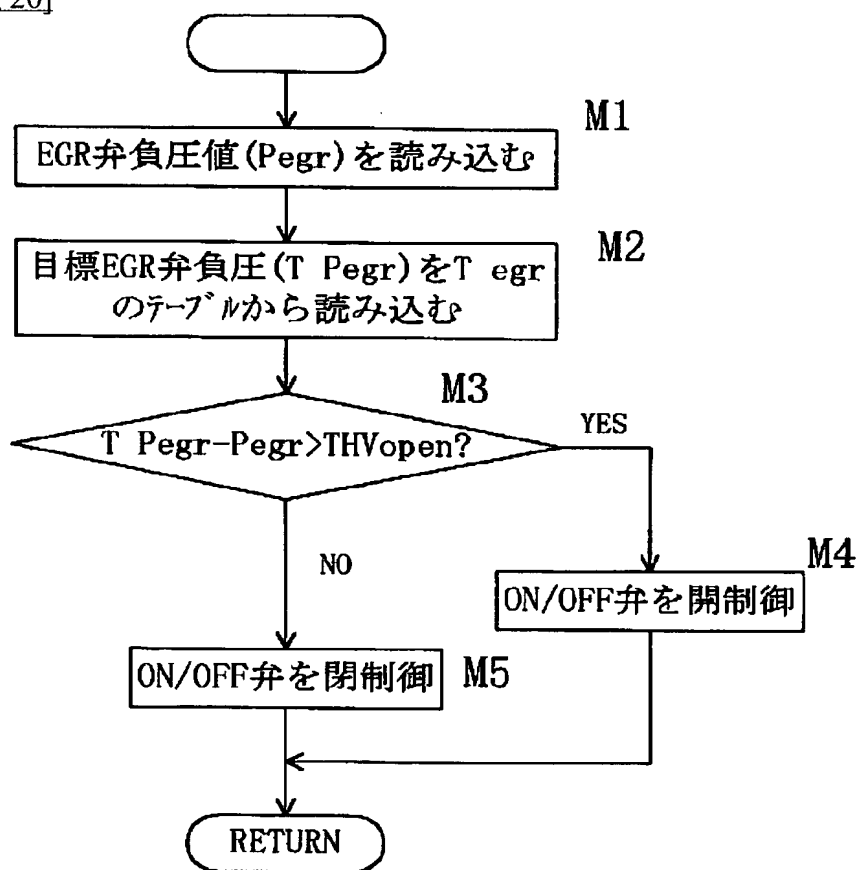 20]
M1
EGR弁負圧値(Pegr)を読み込む
M2
目標EGR弁負圧(T Pegr)をT egr
のテーブルから読み込む
M3
T Pegr-Pegr>THVopen?
YES
NO
M4
ON/OFF弁を開制御
ON/OFF弁を閉制御
M5
RETURN